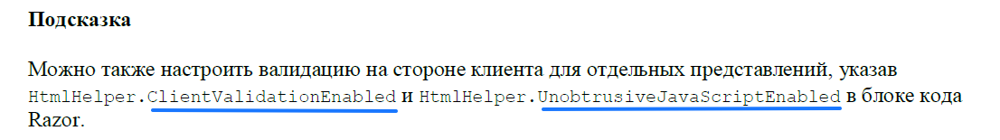 Подсказка
Можно также настроить валидацию на стороне клиента для отдельных представлений, указав
HtmlHelper.ClientValidationEnabled и HtmlHelper.UnobtrusiveJavaScriptEnabled в блоке кода
Razor.